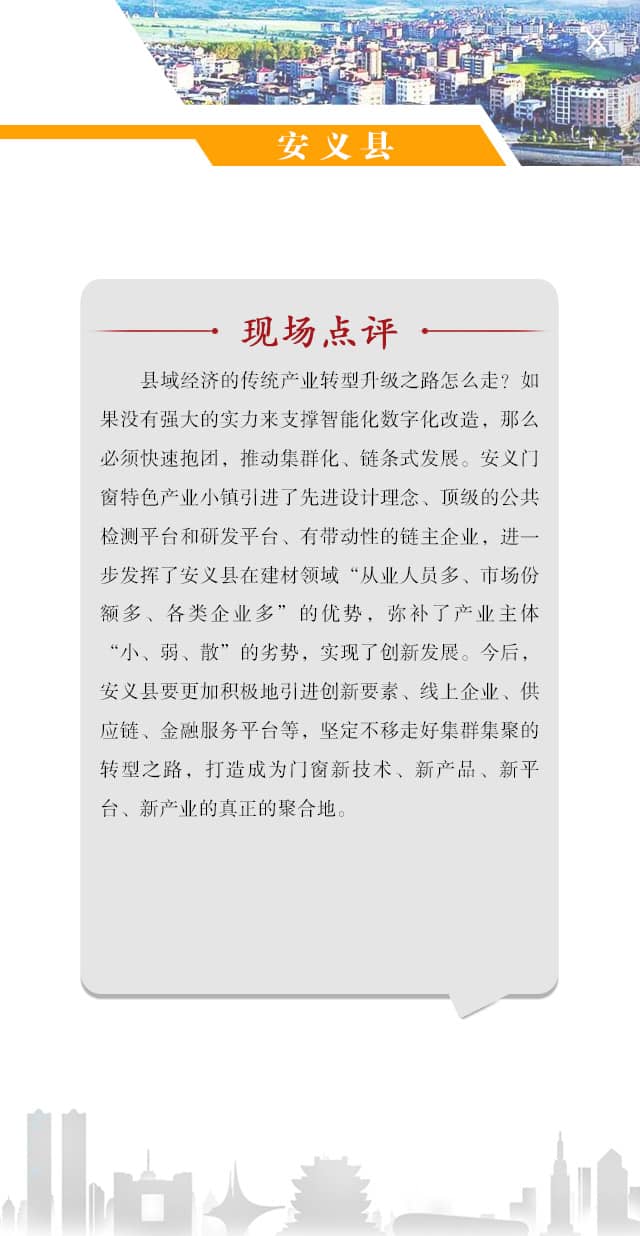 安义县
现场点评
县域经济的传统产业转型升级之路怎么走？如
果没有强大的实力来支撑智能化数字化改造，那么
必须快速抱团，推动集群化、链条式发展。安义门
窗特色产业小镇引进了先进设计理念、顶级的公共
检测平台和研发平台、有带动性的链主企业，进一
步发挥了安义县在建材领域“从业人员多、市场份
额多、各类企业多”的优势，弥补了产业主体
“小、弱、散”的劣势，实现了创新发展。今后，
安义县要更加积极地引进创新要素、线上企业、供
应链、金融服务平台等，坚定不移走好集群集聚的
转型之路，打造成为门窗新技术、新产品、新平
台、新产业的真正的聚合地。